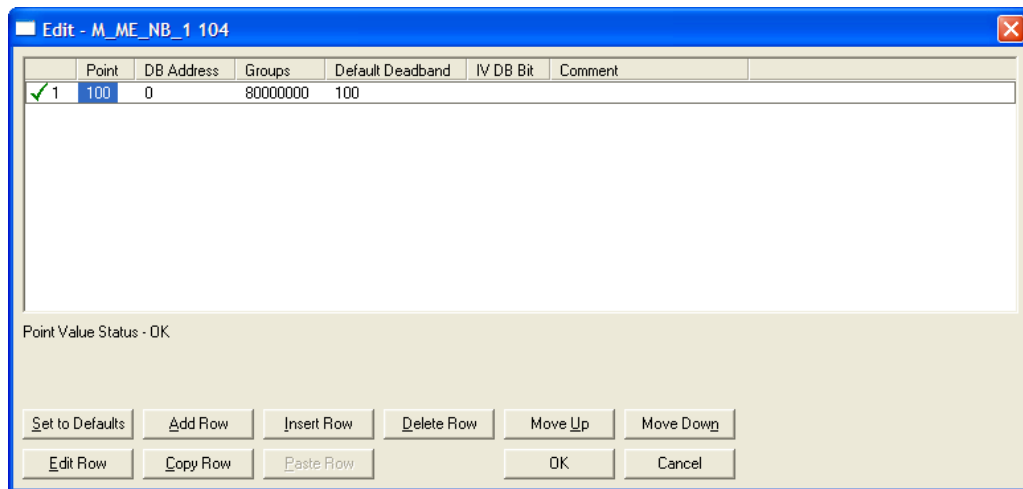 Edit - M_ME_NB_1 104
Point DB Address Groups Default Deadband IV DB Bit Comment
1 100 0 80000000 100
Point Value Status - OK
Set to Defaults Add Row Insert Row Delete Row Move Up Move Down
Edit Row Copy Row Paste Row OK Cancel